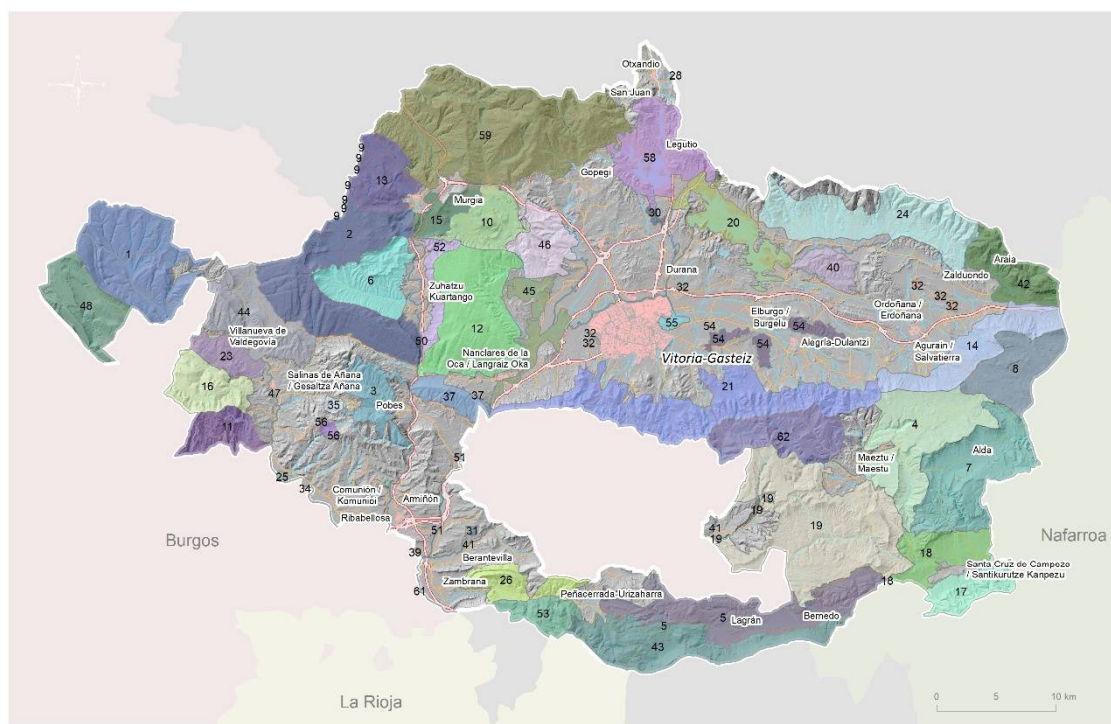 Otxandio
28
San Juan
59
Legutio
58
Gopegi
9
9
9
13
9
9
9
Murgia
15
10
30
20
24
2
52
46
1
Araia
Zalduondo
40
Durana
6
Zuhatzu
Kuartango
45
32
42
32
32
32
Ordoñana /
Erdoñana
48
44
Elburgo /
Burgelu
12
55
54
54
Villanueva de
Valdegovia
32
32
54
54
Alegría-Dulantzi
Agurain /
Salvatierra
14
50
Nanclares de la
Oca / Langraiz Oka
Vitoria-Gasteiz
23
8
Salinas de Añana
/ Gesaltza Añana
16
47
3
37
37
21
35
Pobes
11
56
56
62
4
Maeztu /
Maestu
Alda
7
51
25
34
Comunión /
Komunioi
Armiñón
19
19
19
Ribabellosa
51
31
41
41
19
Burgos
Nafarroa
39
Berantevilla
18
Santa Cruz de Campezo
/ Santikurutze Kanpezu
Zambrana
26
18
61
Peñacerrada-Urizaharra
17
53
5
5
Lagrán
Bernedo
43
La Rioja
0 5 10 km